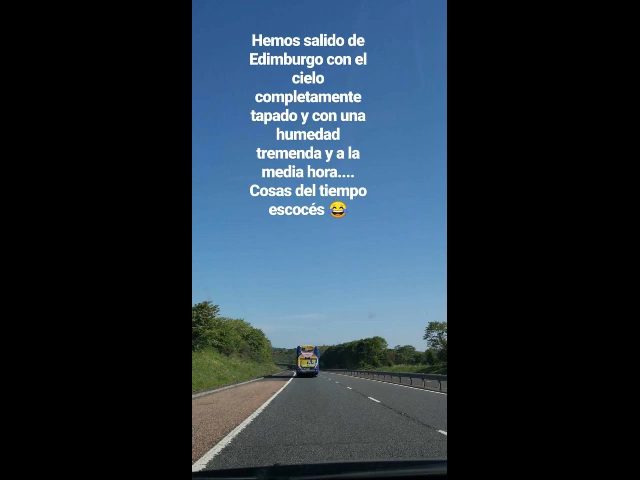 Hemos salido de
Edimburgo con el
cielo
completamente
tapado y con una
humedad
tremenda y a la
media hora....
Cosas del tiempo
escocés 😂